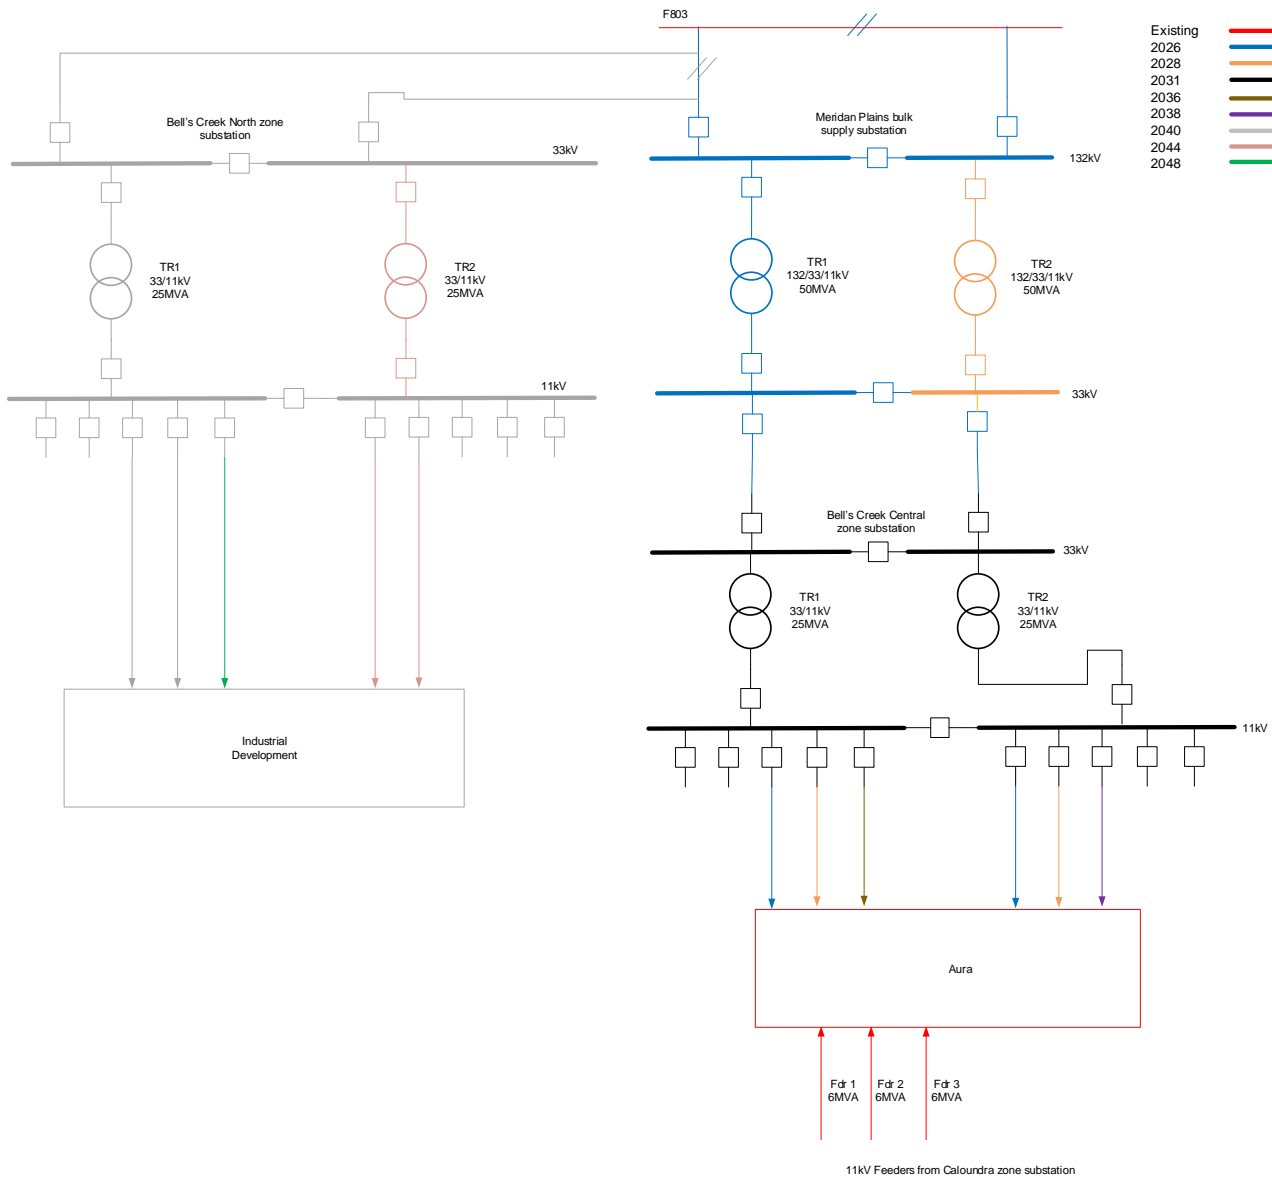 F803
Existing
2026
2028
2031
2036
2038
2040
2044
2048
Bell's Creek North zone
substation
33kV
Meridan Plains bulk
supply substation
132kV
TR1
33/11kV
25MVA
TR2
33/11kV
25MVA
TR1
132/33/11kV
50MVA
TR2
132/33/11kV
50MVA
11kV
33kV
Bell's Creek Central
zone substation
33kV
TR1
33/11kV
25MVA
TR2
33/11kV
25MVA
11kV
Industrial
Development
Aura
Fdr 1
6MVA
Fdr 2
6MVA
Fdr 3
6MVA
11kV Feeders from Caloundra zone substation